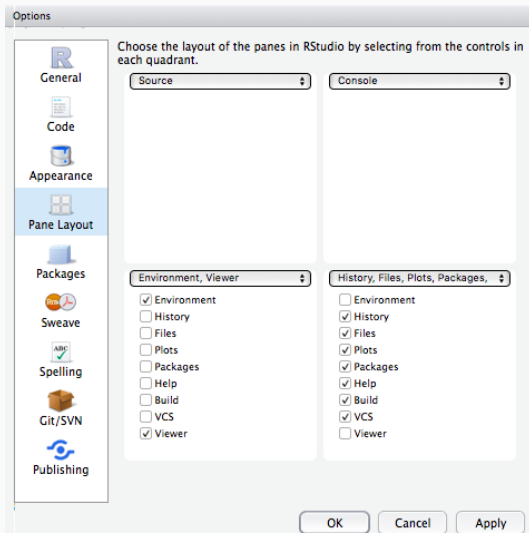 Options
Choose the layout of the panes in RStudio by selecting from the controls in
each quadrant.
R
General
Code
Appearance
Pane Layout
Packages
Sweave
ABC
Spelling
Git/SVN
Publishing
Source
Console
Environment, Viewer
Environment
History
Files
Plots
Packages
Help
Build
VCS
Viewer
History, Files, Plots, Packages,
Environment
History
Files
Plots
Packages
Help
Build
VCS
Viewer
OK
Cancel
Apply